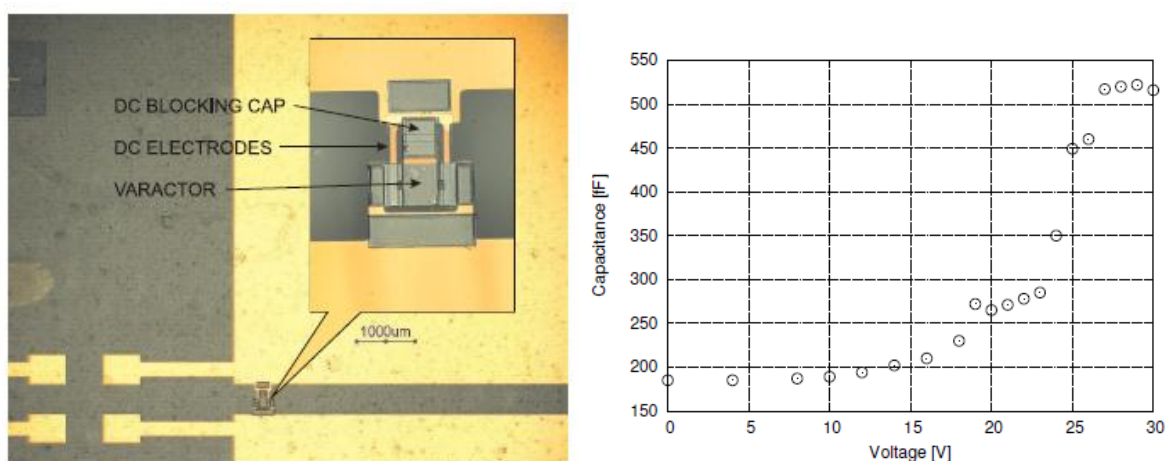 DC BLOCKING CAP
DC ELECTRODES
VARACTOR
1000um
550
500
450
400
350
300
250
200
150
Capacitance [fF]
0 5 10 15 20 25 30
Voltage [V]